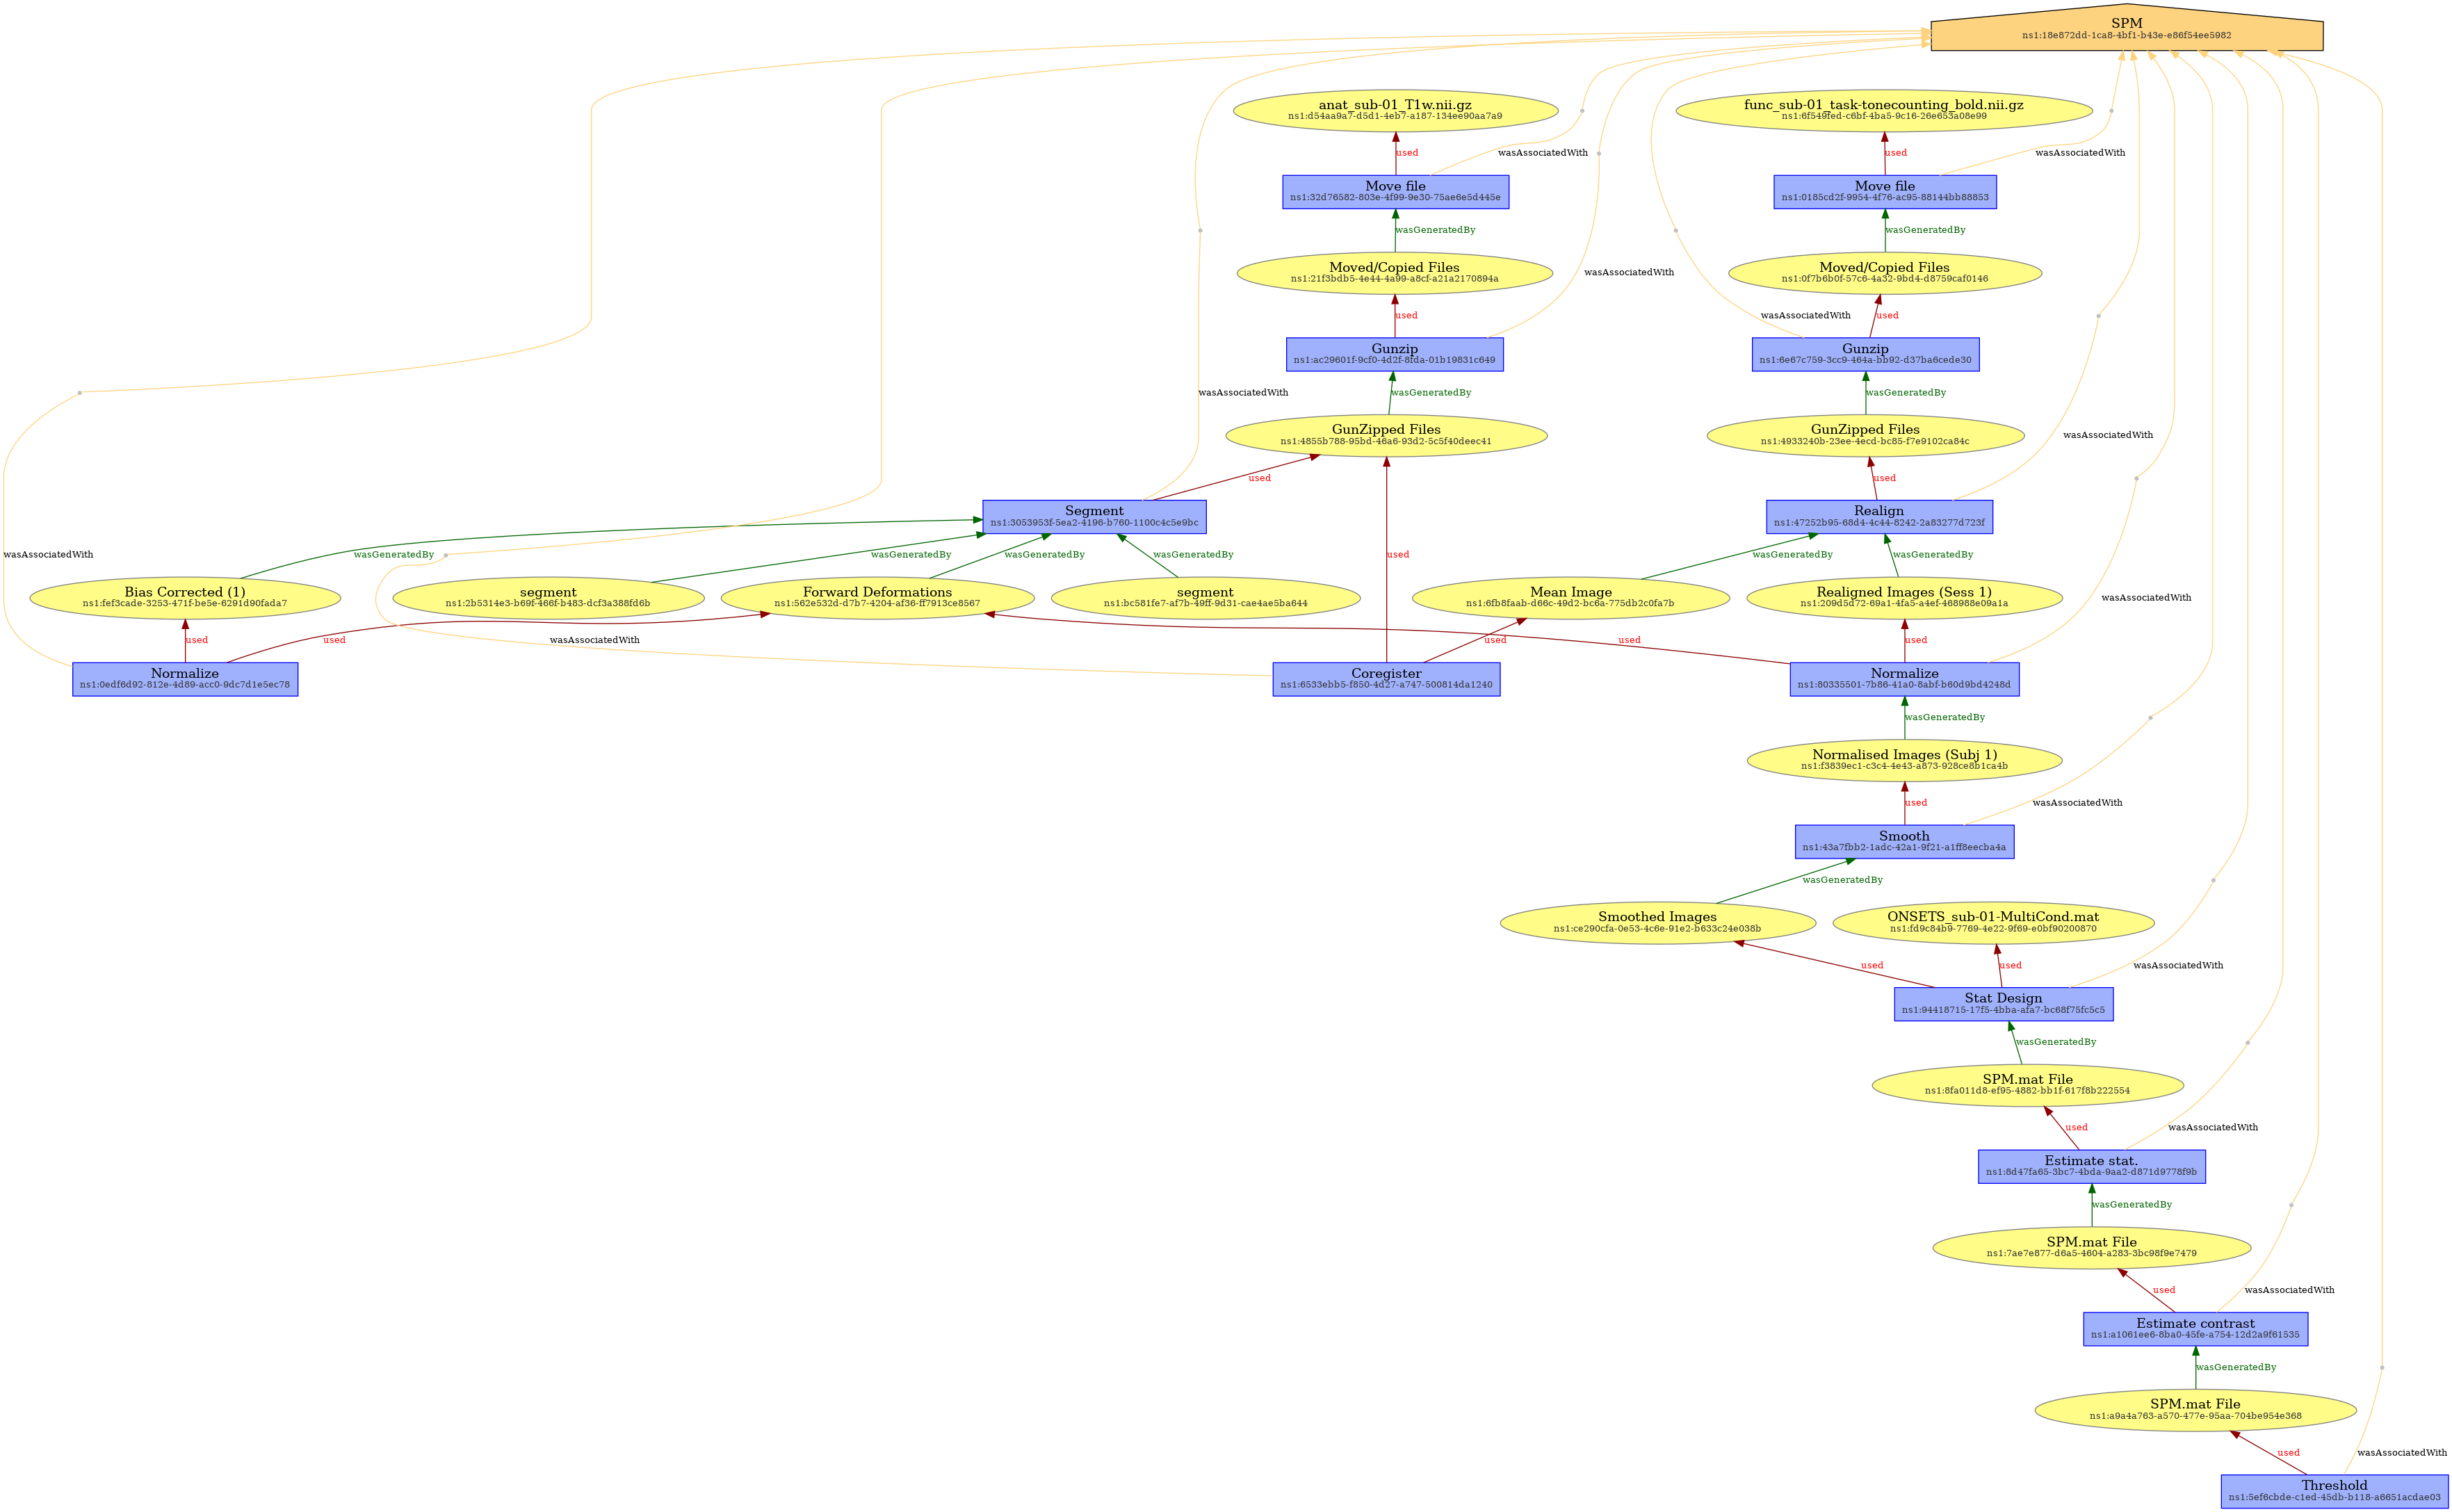 SPM
ns1:18e872dd-1ca8-4bf1-b43e-e86f54ee5982
anat_sub-01_T1w.nii.gz
ns1:d54aa9a7-d5d1-4eb7-a187-134ee90aa7a9
func_sub-01_task-tonecounting_bold.nii.gz
ns1:6f549fed-c6bf-4ba5-9c16-26e653a08e99
used
wasAssociatedWith
used
wasAssociatedWith
Move file
ns1:32d76582-803e-4f99-9e30-75ae6e5d445e
Move file
ns1:0185cd2f-9954-4f76-ac95-88144bb88853
wasGeneratedBy
wasGeneratedBy
Moved/Copied Files
ns1:21f3bdb5-4e44-4a99-a8cf-a21a2170894a
wasAssociatedWith
Moved/Copied Files
ns1:0f7b6b0f-57c6-4a32-9bd4-d8759caf0146
used
wasAssociatedWith
used
Gunzip
ns1:ac29601f-9cf0-4d2f-8fda-01b19831c649
Gunzip
ns1:6e67c759-3cc9-464a-bb92-d37ba6cede30
wasAssociatedWith
wasGeneratedBy
wasGeneratedBy
GunZipped Files
ns1:4855b788-95bd-46a6-93d2-5c5f40deec41
GunZipped Files
ns1:4933240b-23ee-4ecd-bc85-f7e9102ca84c
wasAssociatedWith
used
used
Segment
ns1:3053953f-5ea2-4196-b760-1100c4c5e9bc
Realign
ns1:47252b95-68d4-4c44-8242-2a83277d723f
wasAssociatedWith
wasGeneratedBy
wasGeneratedBy
wasGeneratedBy
wasGeneratedBy
used
wasGeneratedBy
wasGeneratedBy
Bias Corrected (1)
ns1:fef3cade-3253-471f-be5e-6291d90fada7
segment
ns1:2b5314e3-b69f-466f-b483-dcf3a388fd6b
Forward Deformations
ns1:562e532d-d7b7-4204-af36-ff7913ce8567
segment
ns1:bc581fe7-af7b-49ff-9d31-cae4ae5ba644
Mean Image
ns1:6fb8faab-d66c-49d2-bc6a-775db2c0fa7b
Realigned Images (Sess 1)
ns1:209d5d72-69a1-4fa5-a4ef-468988e09a1a
wasAssociatedWith
used
used
wasAssociatedWith
used
used
used
Normalize
ns1:0edf6d92-812e-4d89-acc0-9dc7d1e5ec78
Coregister
ns1:6533ebb5-f850-4d27-a747-500814da1240
Normalize
ns1:80335501-7b86-41a0-8abf-b60d9bd4248d
wasGeneratedBy
Normalised Images (Subj 1)
ns1:f3839ec1-c3c4-4e43-a873-928ce8b1ca4b
used
wasAssociatedWith
Smooth
ns1:43a7fbb2-1adc-42a1-9f21-a1ff8eecba4a
wasGeneratedBy
Smoothed Images
ns1:ce290cfa-0e53-4c6e-91e2-b633c24e038b
ONSETS_sub-01-MultiCond.mat
ns1:fd9c84b9-7769-4e22-9f69-e0bf90200870
used
used
wasAssociatedWith
Stat Design
ns1:94418715-17f5-4bba-afa7-bc68f75fc5c5
wasGeneratedBy
SPM.mat File
ns1:8fa011d8-ef95-4882-bb1f-617f8b222554
used
wasAssociatedWith
Estimate stat.
ns1:8d47fa65-3bc7-4bda-9aa2-d871d9778f9b
wasGeneratedBy
SPM.mat File
ns1:7ae7e877-d6a5-4604-a283-3bc98f9e7479
used
wasAssociatedWith
Estimate contrast
ns1:a1061ee6-8ba0-45fe-a754-12d2a9f61535
wasGeneratedBy
SPM.mat File
ns1:a9a4a763-a570-477e-95aa-704be954e368
used
wasAssociatedWith
Threshold
ns1:5ef6cbde-c1ed-45db-b118-a6651acdae03